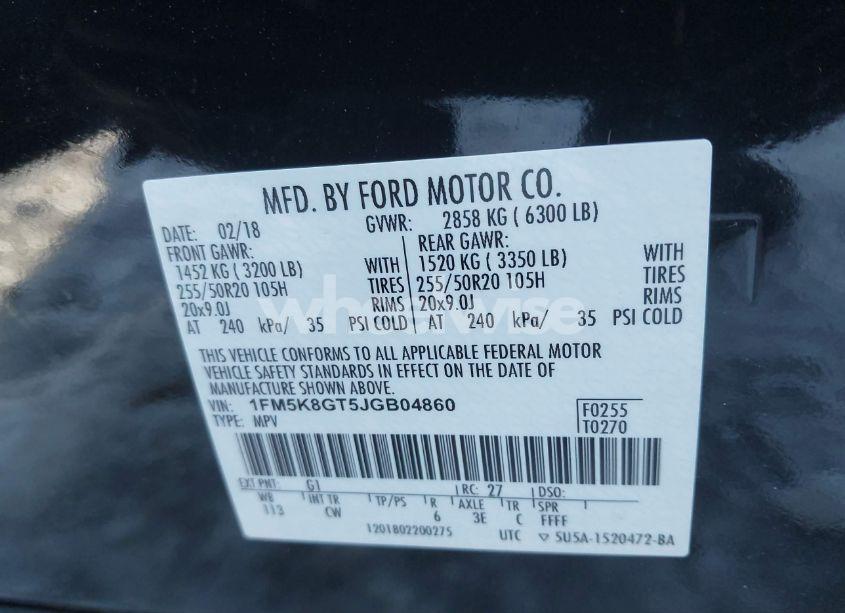 MFD. BY FORD MOTOR CO.
DATE: 02/18 GVWR: 2858 KG ( 6300 LB)
FRONT GAWR: REAR GAWR:
1452 KG ( 3200 LB) WITH 1520 KG ( 3350 LB) WITH
255/50R20 105H TIRES 255/50R20 105H TIRES
20x9.0J RIMS 20x9.0J RIMS
AT 240 kPa/ 35 PSI COLD AT 240 kPa/ 35 PSI COLD
wheelwise
THIS VEHICLE CONFORMS TO ALL APPLICABLE FEDERAL MOTOR
VEHICLE SAFETY STANDARDS IN EFFECT ON THE DATE OF
MANUFACTURE SHOWN ABOVE.
VIN: 1FM5K8GT5JGB04860 F0255
TYPE: MPV T0270
EXT PNT: G1 RC: 27 DSO:
WB INT TR TP/PS R AXLE TR SPR
113 CW 6 3E C FFFF
1201802200275 UTC ▽ 5U5A-1520472-BA